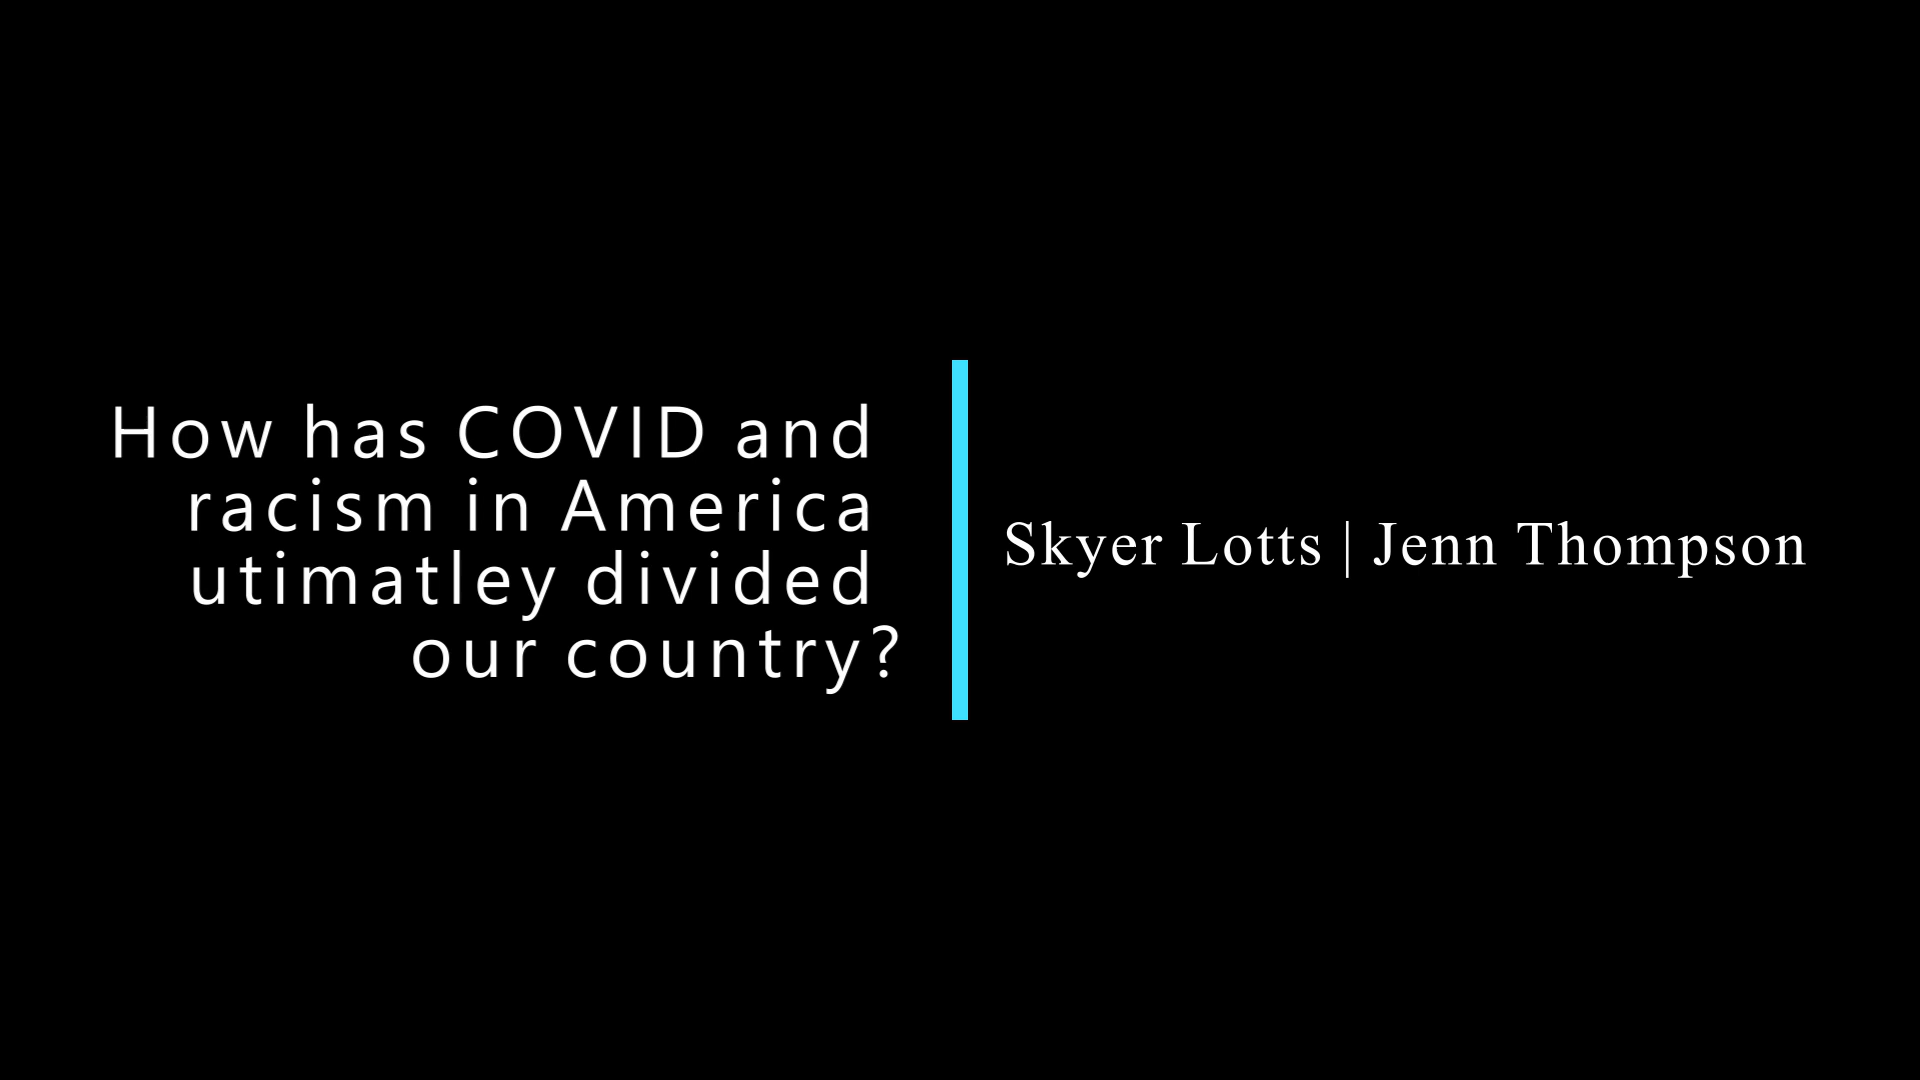 How has COVID and
racism in America
utimatley divided
our country?
Skyer Lotts | Jenn Thompson